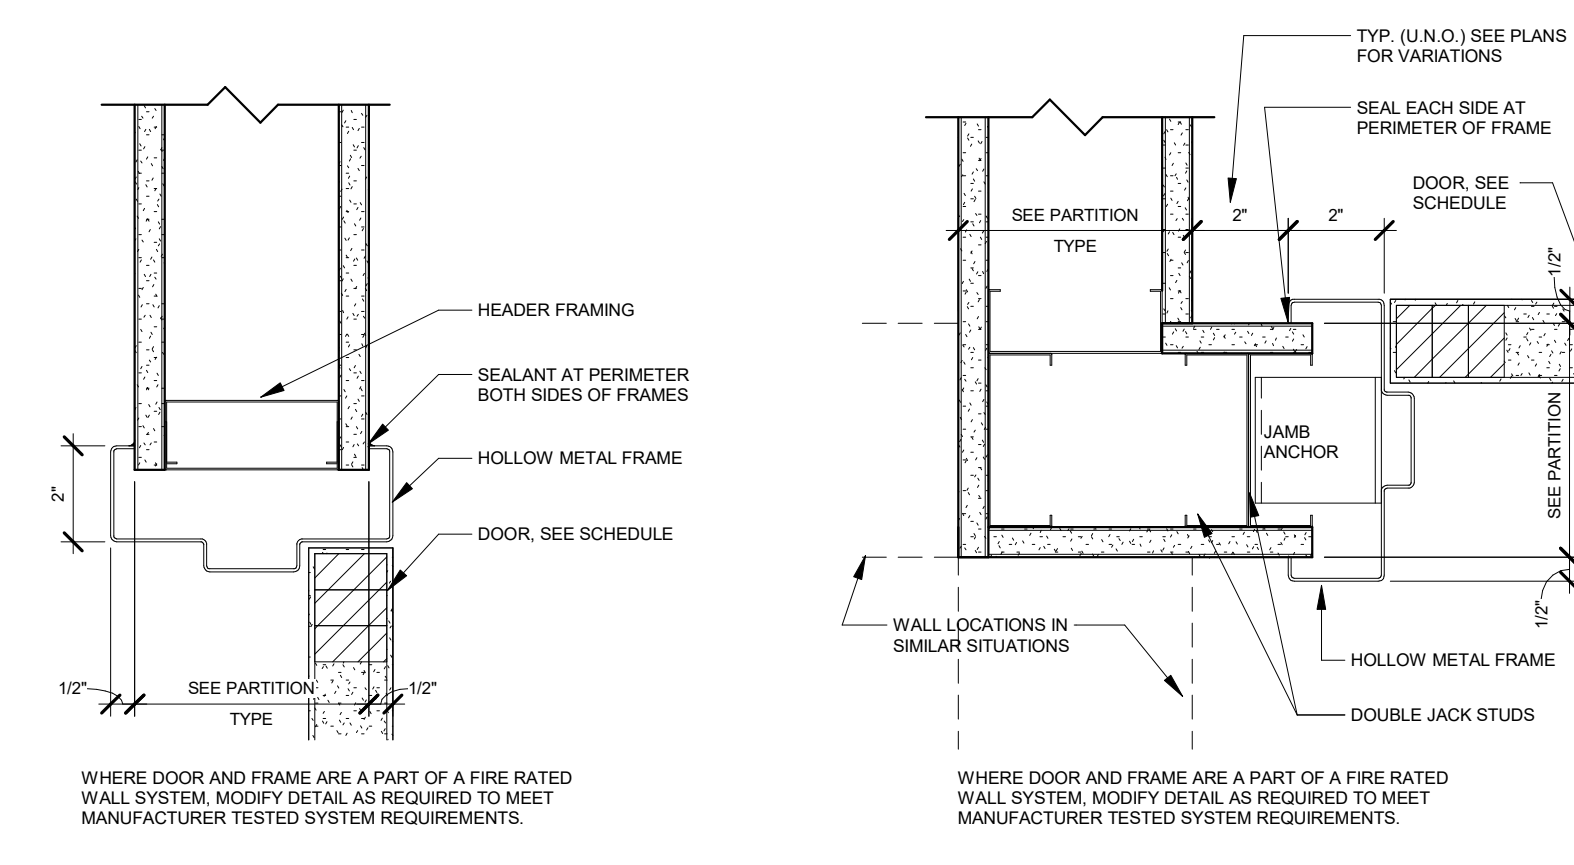 HEADER FRAMING
SEALANT AT PERIMETER
BOTH SIDES OF FRAMES
HOLLOW METAL FRAME
2"
DOOR, SEE SCHEDULE
1/2"
SEE PARTITION
TYPE
1/2"
WHERE DOOR AND FRAME ARE A PART OF A FIRE RATED
WALL SYSTEM, MODIFY DETAIL AS REQUIRED TO MEET
MANUFACTURER TESTED SYSTEM REQUIREMENTS.
TYP. (U.N.O.) SEE PLANS
FOR VARIATIONS
SEAL EACH SIDE AT
PERIMETER OF FRAME
DOOR, SEE
SCHEDULE
SEE PARTITION
TYPE
2"
2"
1/2"
JAMB
ANCHOR
SEE PARTITION
1/2"
WALL LOCATIONS IN
SIMILAR SITUATIONS
HOLLOW METAL FRAME
DOUBLE JACK STUDS
WHERE DOOR AND FRAME ARE A PART OF A FIRE RATED
WALL SYSTEM, MODIFY DETAIL AS REQUIRED TO MEET
MANUFACTURER TESTED SYSTEM REQUIREMENTS.